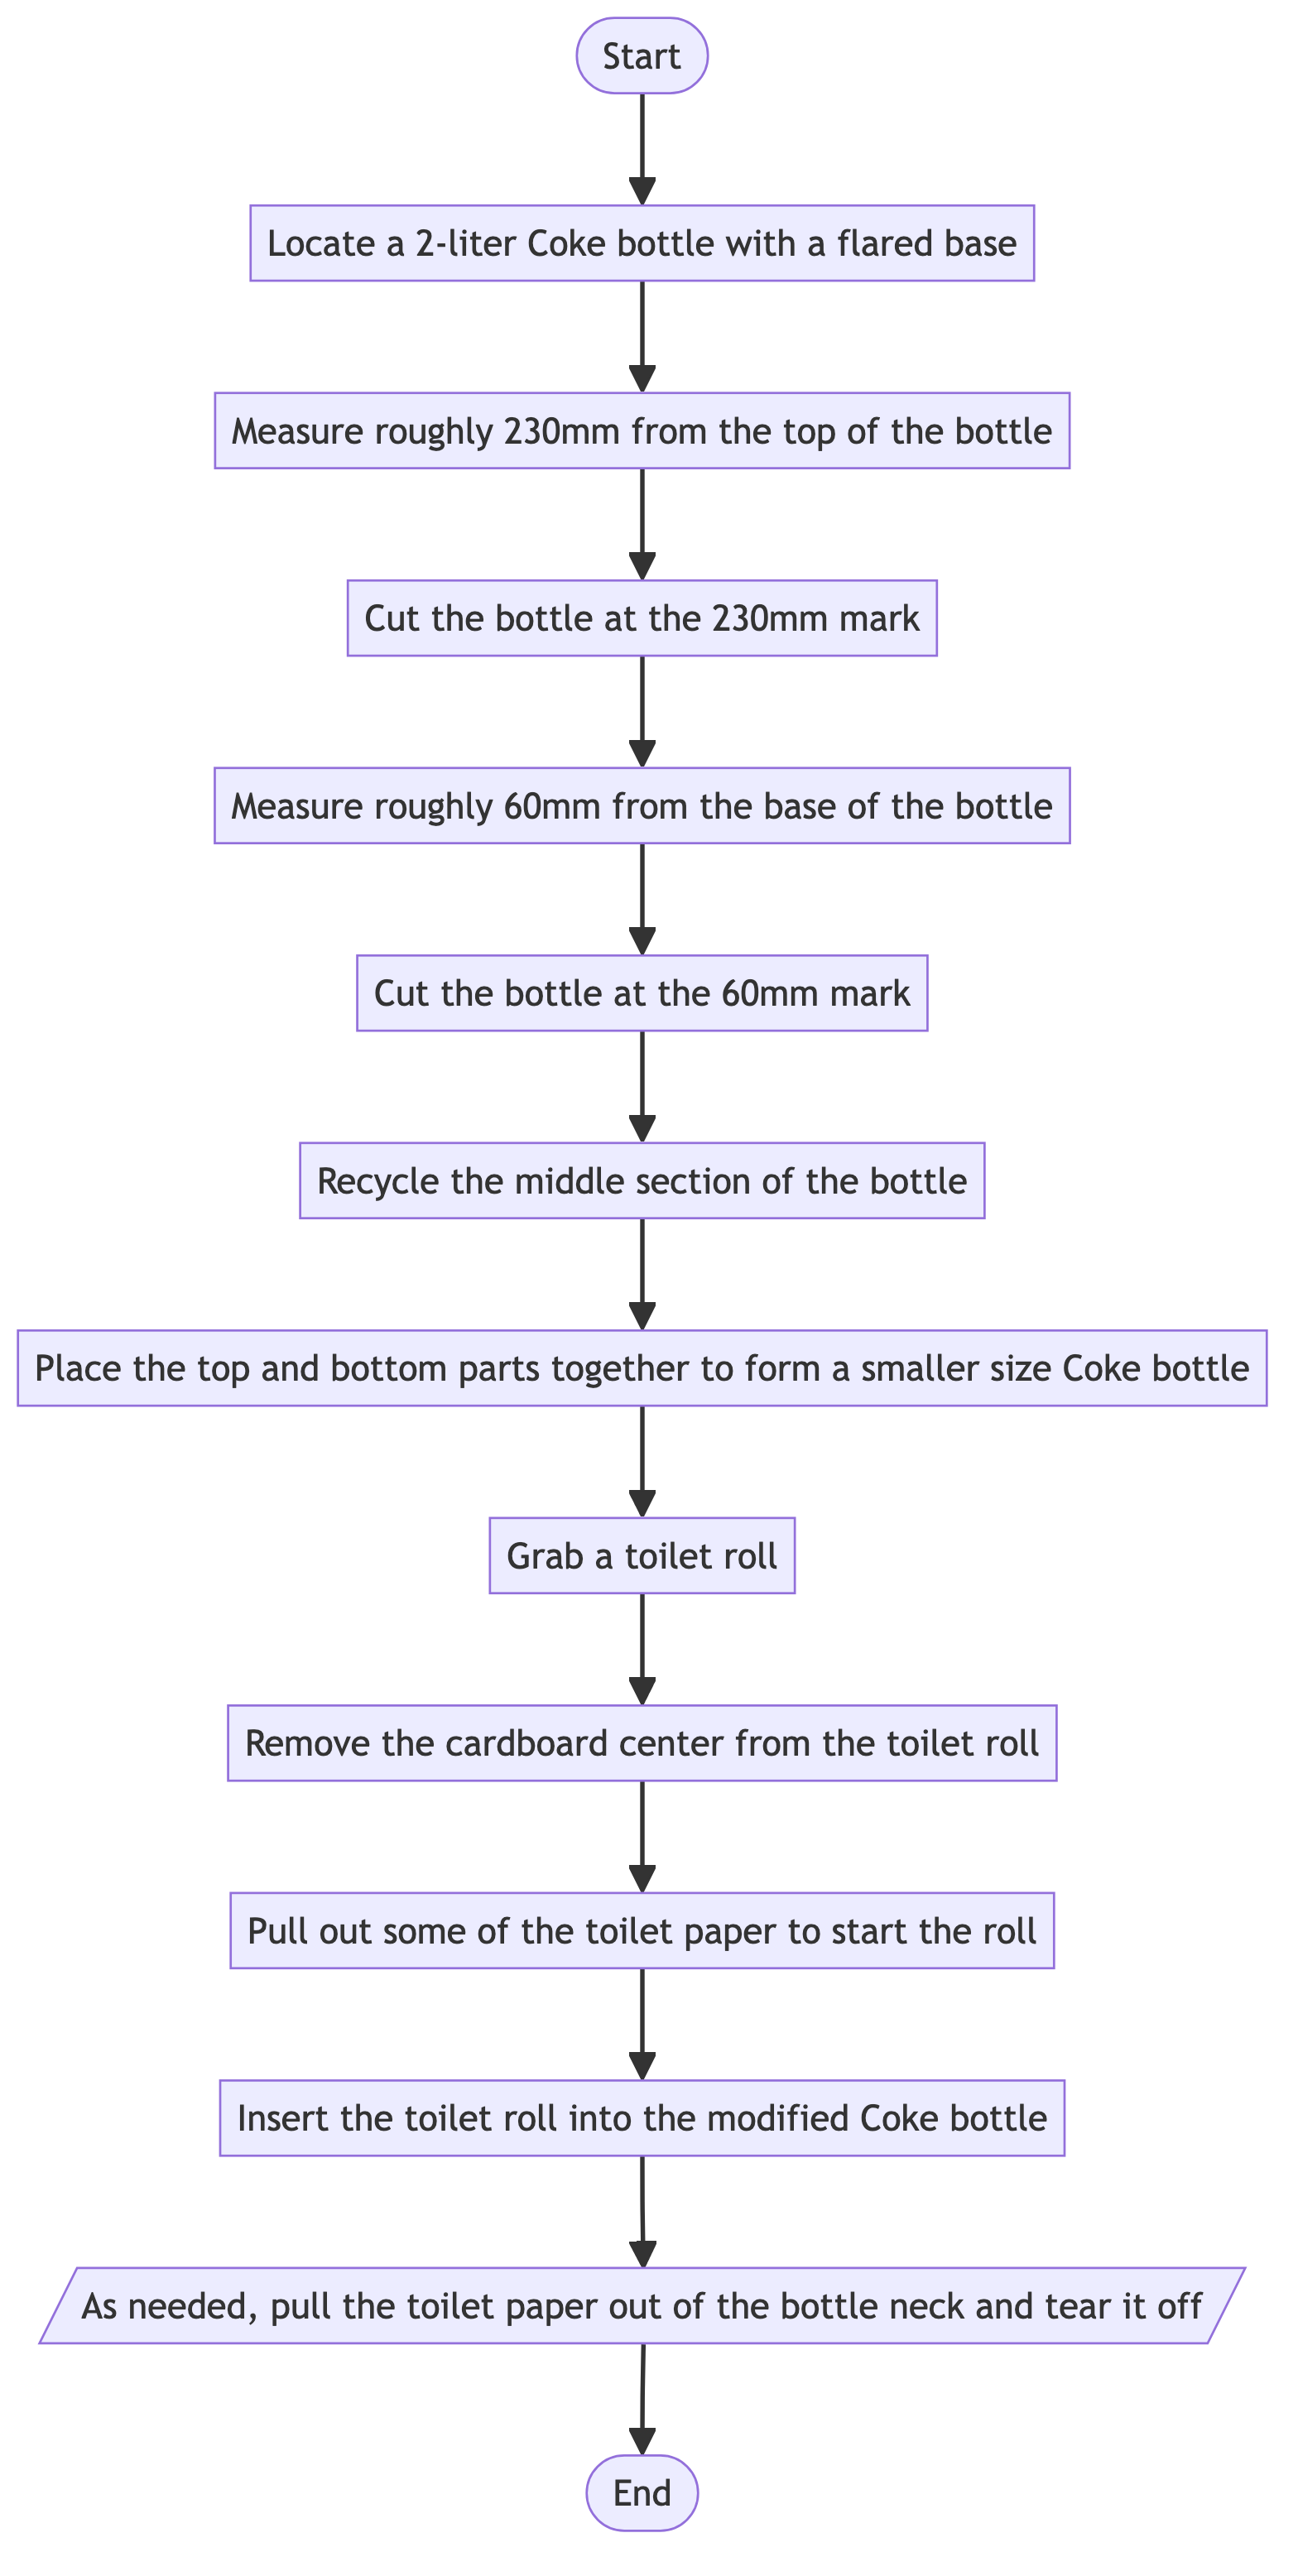 Start
Locate a 2-liter Coke bottle with a flared base
Measure roughly 230mm from the top of the bottle
Cut the bottle at the 230mm mark
Measure roughly 60mm from the base of the bottle
Cut the bottle at the 60mm mark
Recycle the middle section of the bottle
Place the top and bottom parts together to form a smaller size Coke bottle
Grab a toilet roll
Remove the cardboard center from the toilet roll
Pull out some of the toilet paper to start the roll
Insert the toilet roll into the modified Coke bottle
As needed, pull the toilet paper out of the bottle neck and tear it off
End